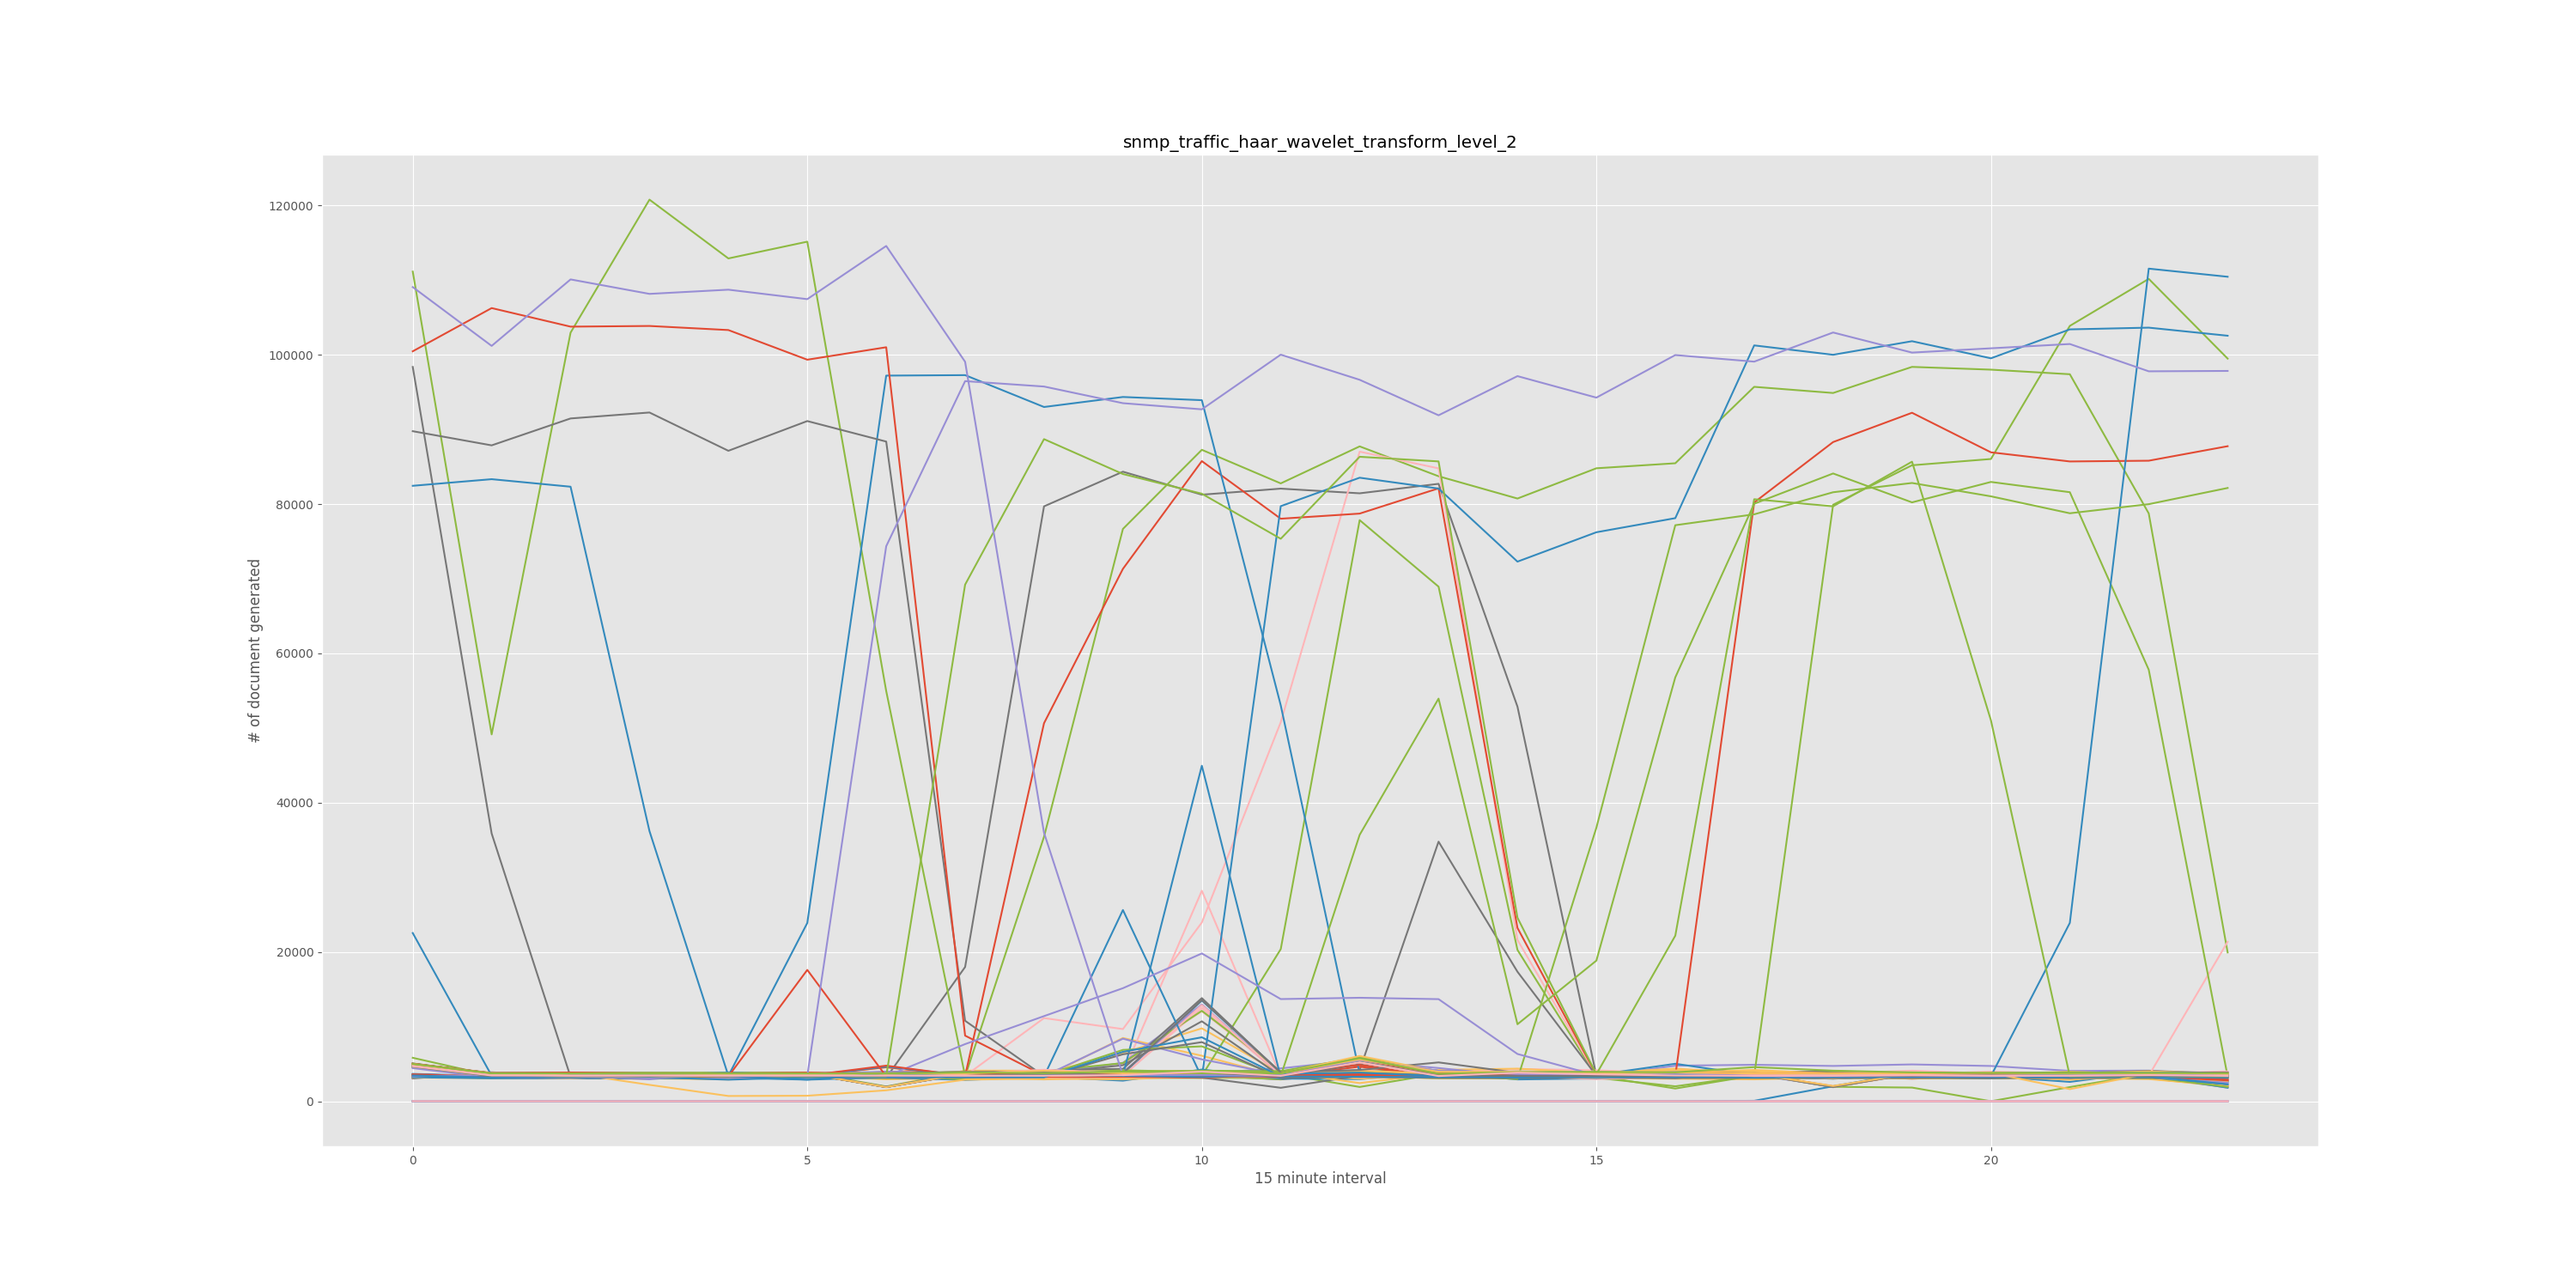 snmp_traffic_haar_wavelet_transform_level_2
120000
100000
80000
60000
40000
20000
0
# of document generated
0 5 10 15 20
15 minute interval